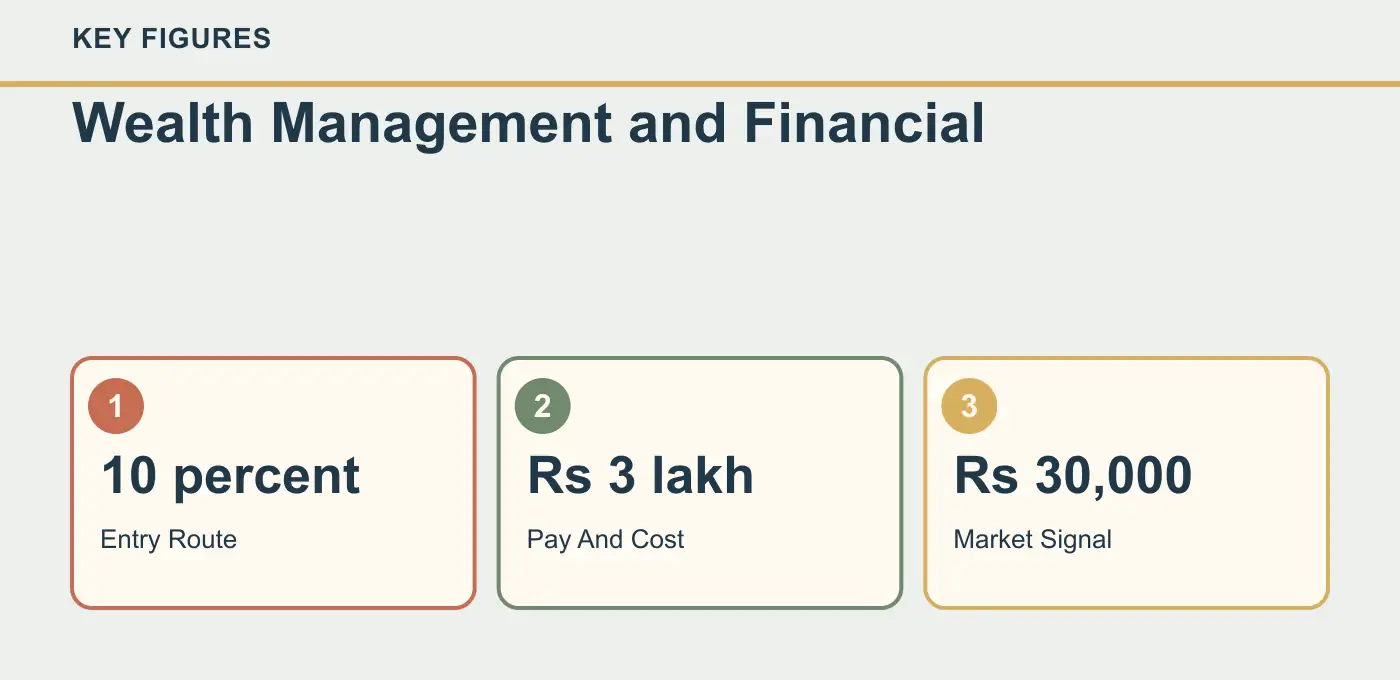 KEY FIGURES
Wealth Management and Financial
1
10 percent
Entry Route
2
Rs 3 lakh
Pay And Cost
3
Rs 30,000
Market Signal